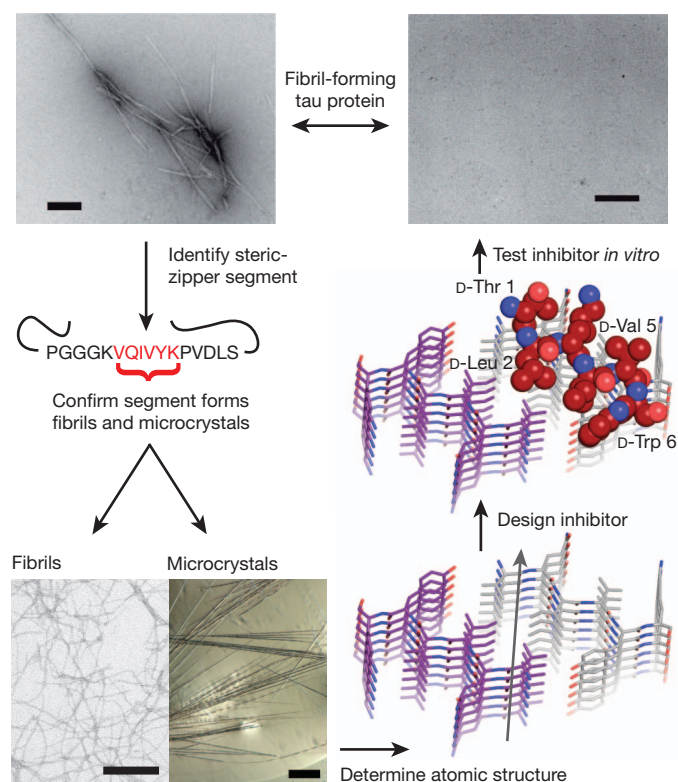 Fibril-forming
tau protein
Identify steric-
zipper segment
PGGGKVQIVYKPVDLS
Confirm segment forms
fibrils and microcrystals
Fibrils
Microcrystals
Test inhibitor in vitro
D-Thr 1
D-Val 5
D-Leu 2
D-Trp 6
Design inhibitor
Determine atomic structure